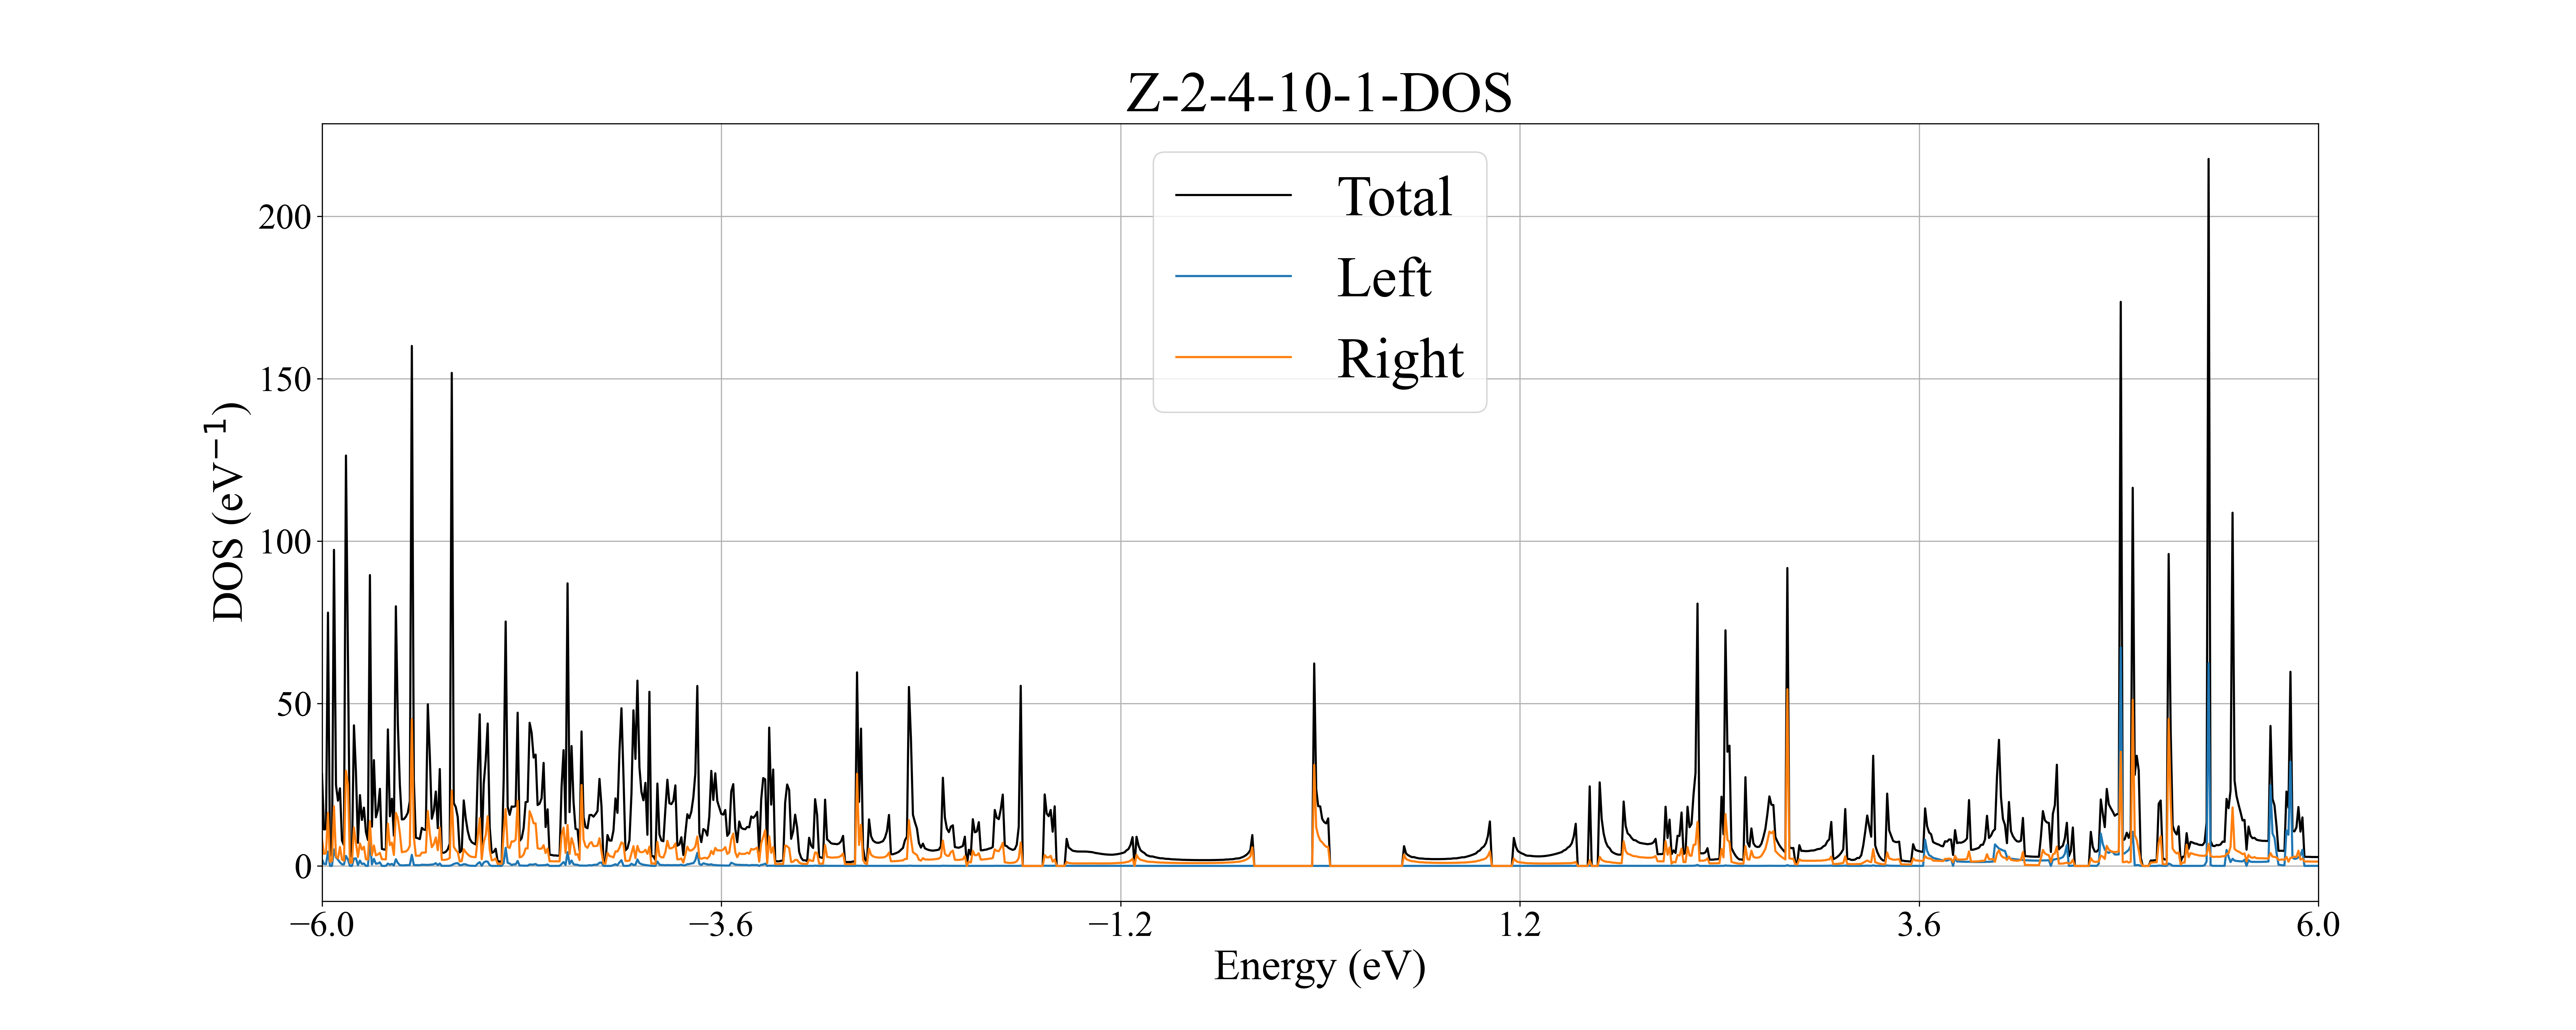 Z-2-4-10-1-DOS
Total
Left
Right
200
150
100
50
0
DOS (eV⁻¹)
−6.0 −3.6 −1.2 1.2 3.6 6.0
Energy (eV)